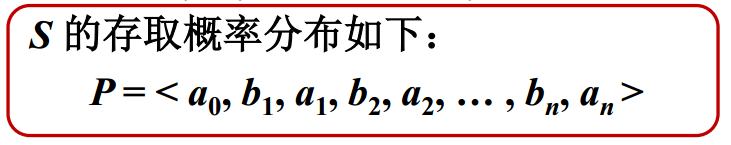 S 的存取概率分布如下：
P = < a₀, b₁, a₁, b₂, a₂, … , bₙ, aₙ >